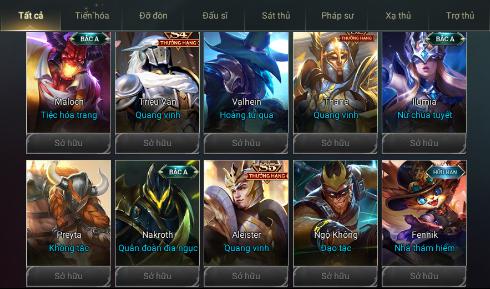 Tất cả Tiến hóa Đỡ đòn Đấu sĩ Sát thủ Pháp sư Xạ thủ Trợ thủ
BẬC A THƯỞNG HẠNG THƯỞNG HẠNG BẬC A
Maloch Triệu Vân Valhein Thane Ilumia
Tiệc hóa trang Quang vinh Hoàng tử quạ Quang vinh Nữ chúa tuyết
Sở hữu Sở hữu Sở hữu Sở hữu Sở hữu
BẬC A THƯỞNG HẠNG HỮU HẠN
Preyta Nakroth Aleister Ngộ Không Fennik
Không tặc Quân đoàn địa ngục Quang vinh Đạo tặc Nhà thám hiểm
Sở hữu Sở hữu Sở hữu Sở hữu Sở hữu